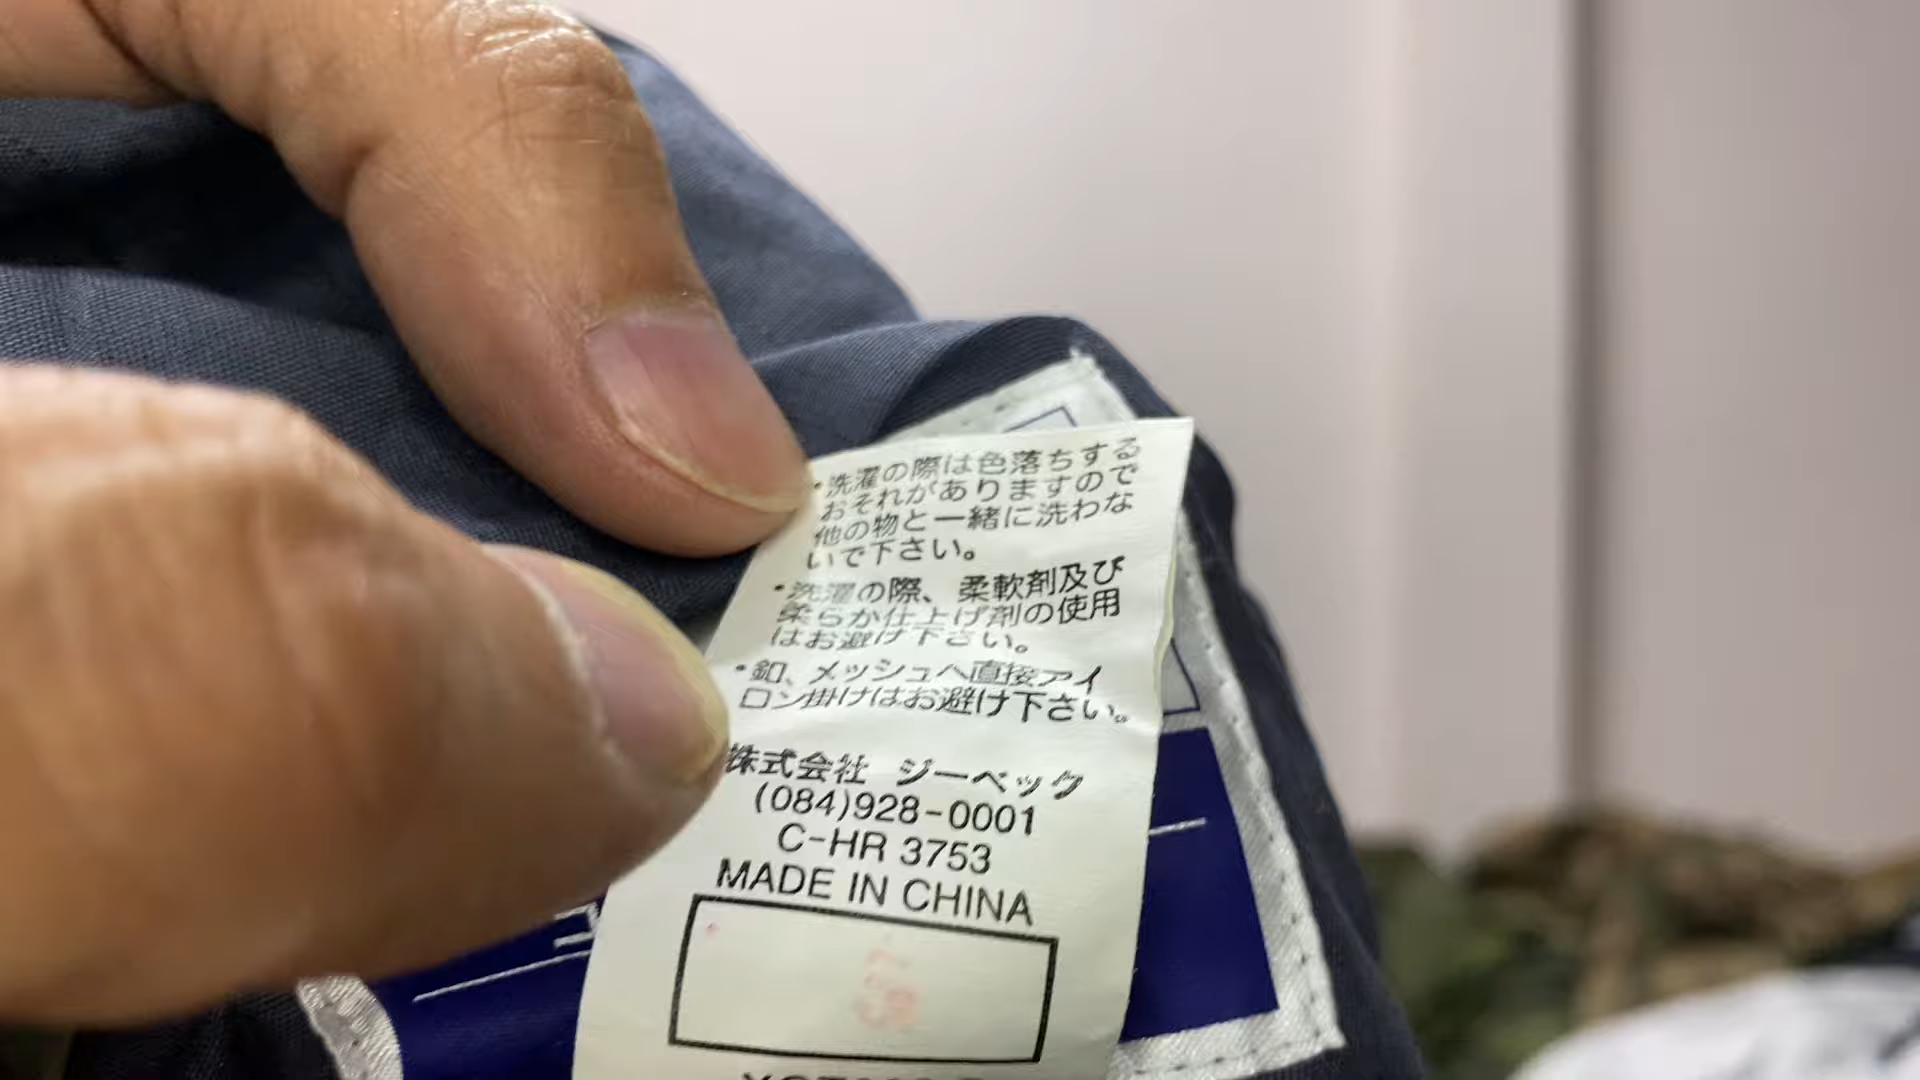 ・洗濯の際は色落ちする
おそれがありますので
他の物と一緒に洗わな
いで下さい。
・洗濯の際、柔軟剤及び
柔らか仕上げ剤の使用
はお避け下さい。
・釦、メッシュへ直接アイ
ロン掛けはお避け下さい。
株式会社 ジーベック
(084)928-0001
C-HR 3753
MADE IN CHINA